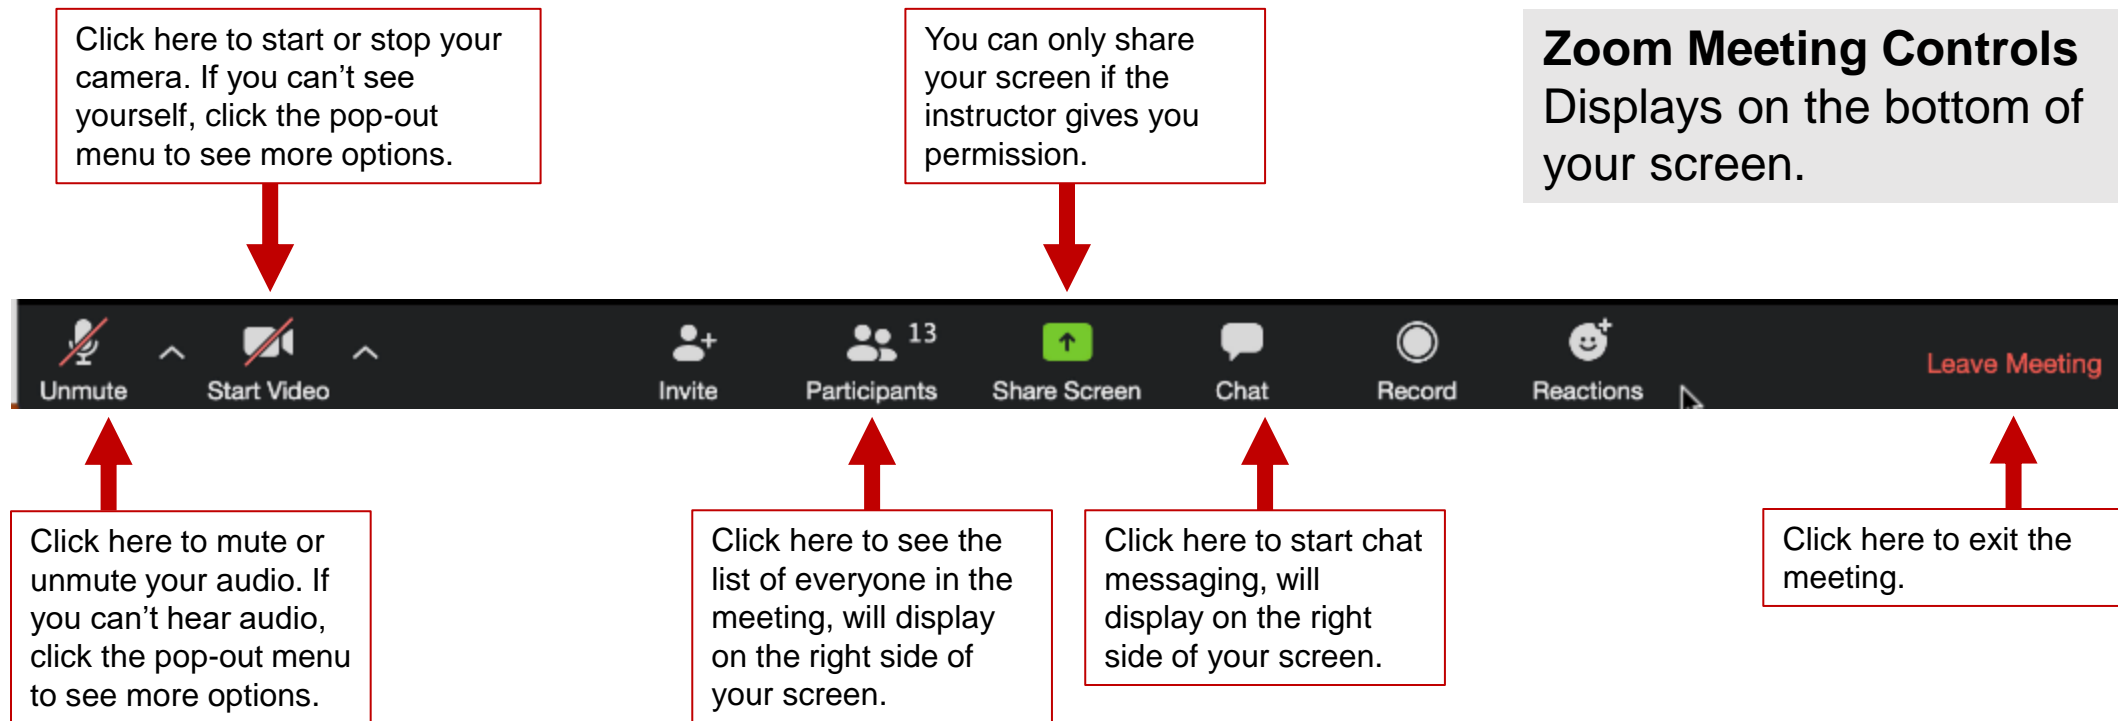 Click here to start or stop your
camera. If you can’t see
yourself, click the pop-out
menu to see more options.
You can only share
your screen if the
instructor gives you
permission.
Zoom Meeting Controls
Displays on the bottom of
your screen.
13
Unmute
Start Video
Invite
Participants
Share Screen
Chat
Record
Reactions
Leave Meeting
Click here to mute or
unmute your audio. If
you can’t hear audio,
click the pop-out menu
to see more options.
Click here to see the
list of everyone in the
meeting, will display
on the right side of
your screen.
Click here to start chat
messaging, will
display on the right
side of your screen.
Click here to exit the
meeting.